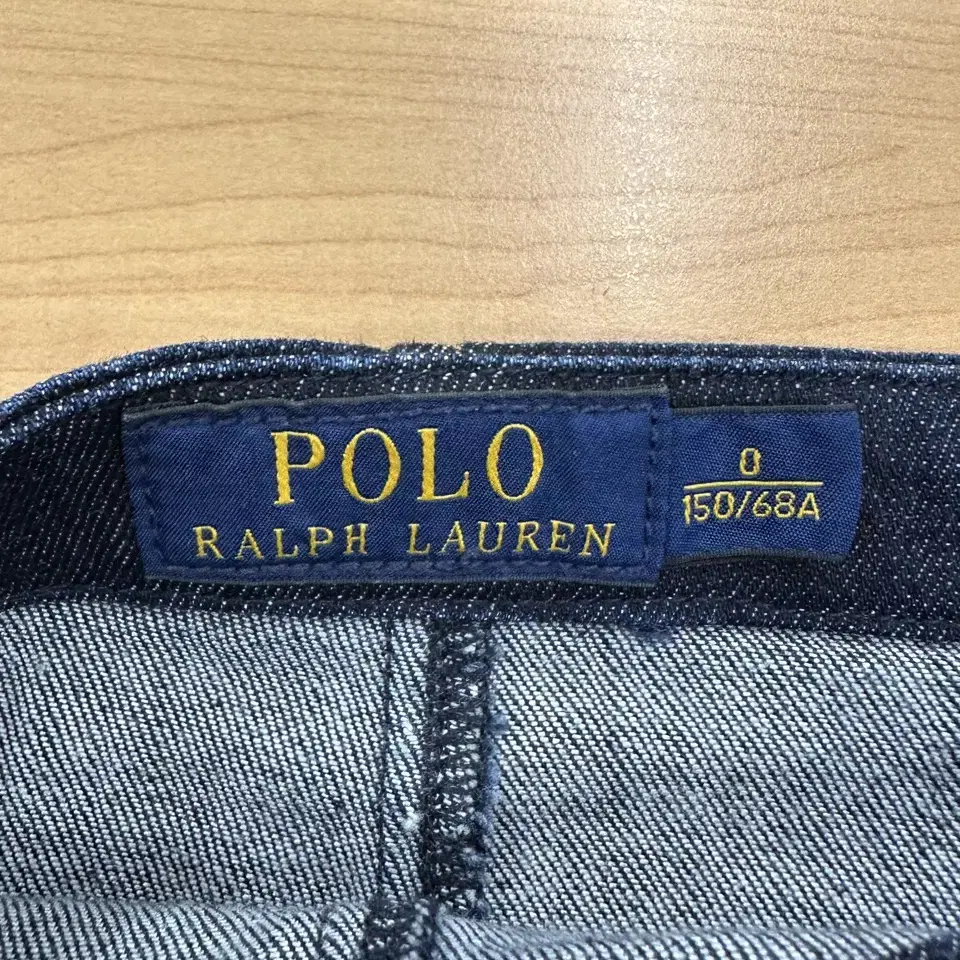 POLO
RALPH LAUREN
0
150/68A